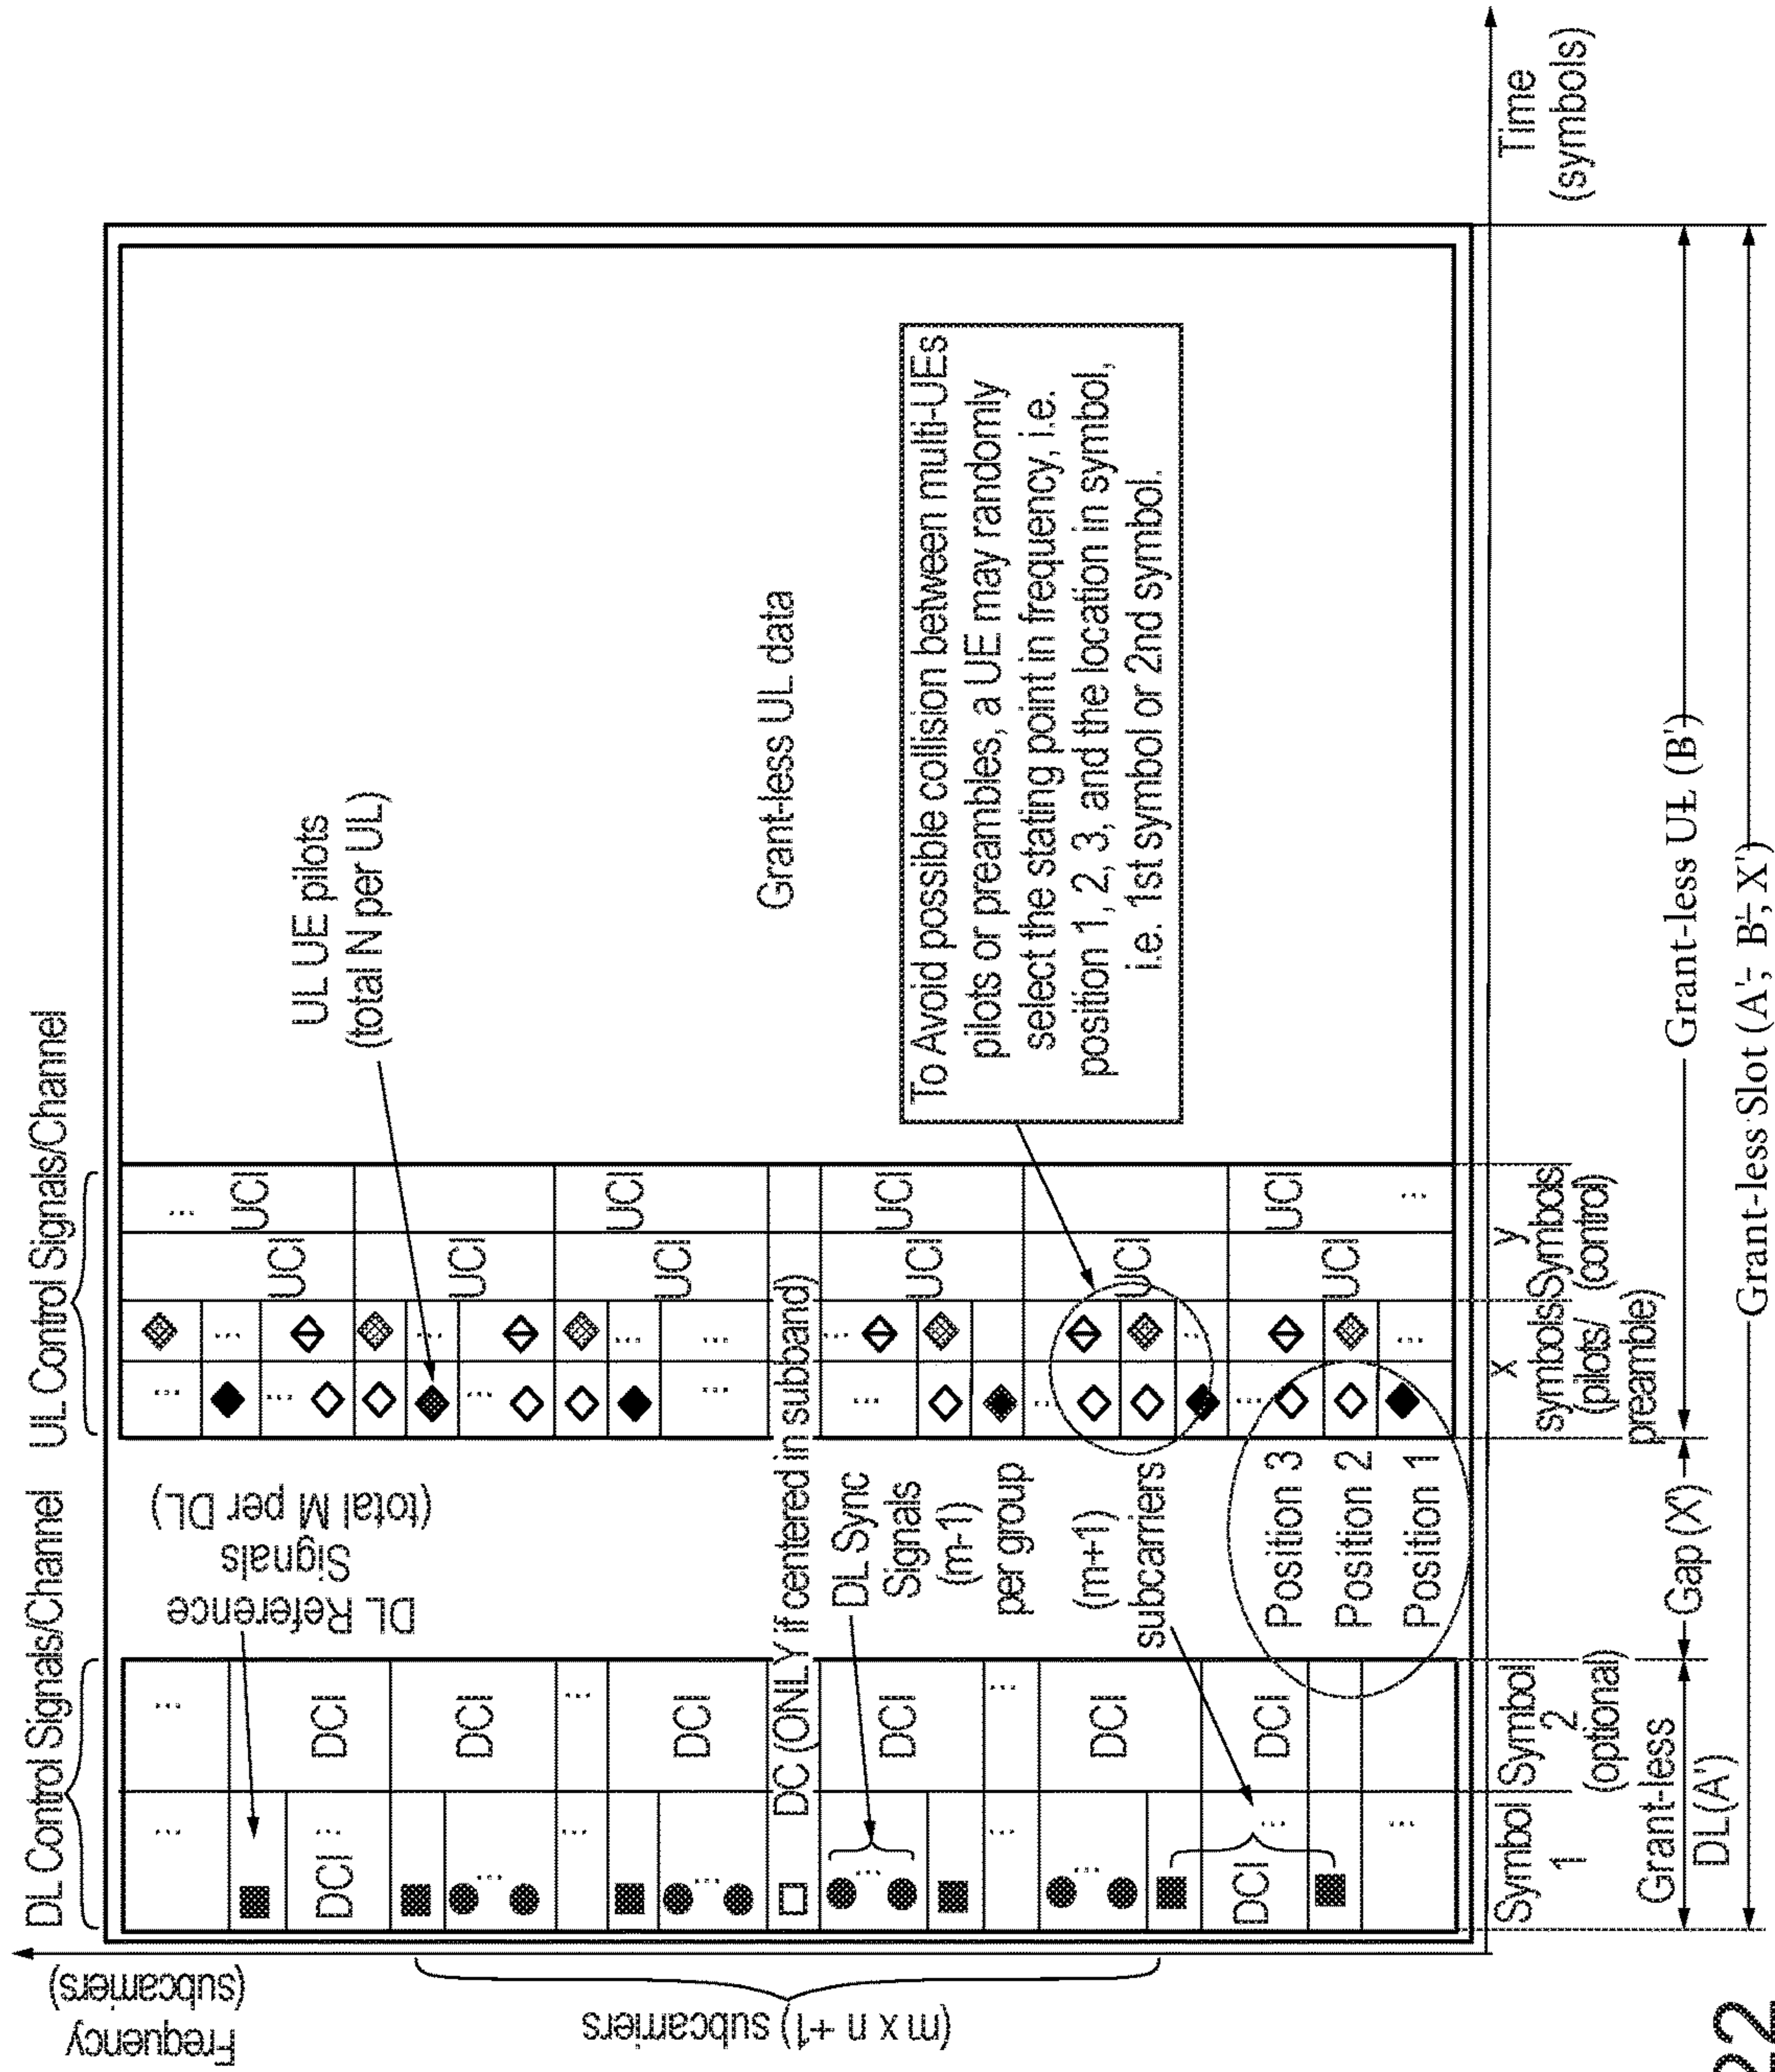 DL Control Signals/Channel
UL Control Signals/Channel
Frequency
(subcarriers)
(m x n +1) subcarriers
DL Reference
Signals
(total M per DL)
UL UE pilots
(total N per UL)
...
...
...
...
UCI
DCI
...
DCI
...
...
UCI
DCI
...
UCI
...
...
...
...
DCI
UCI
UCI
...
...
DC (ONLY if centered in subband)
Grant-less UL data
...
DCI
DL Sync
Signals
(m-1)
per group
...
...
UCI
UCI
...
...
...
DCI
(m+1)
subcarriers
...
...
UCI
To Avoid possible collision between multi-UEs
pilots or preambles, a UE may randomly
select the stating point in frequency, i.e.
position 1, 2, 3, and the location in symbol,
i.e. 1st symbol or 2nd symbol.
DCI
...
DCI
Position 3
Position 2
Position 1
...
...
UCI
UCI
...
...
Symbol
1
Symbol
2
(optional)
x
symbols
(pilots/
preamble)
y
Symbols
(control)
Time
(symbols)
Grant-less
DL(A')
Gap (X')
Grant-less UL (B')
Grant-less Slot (A', B', X')
22